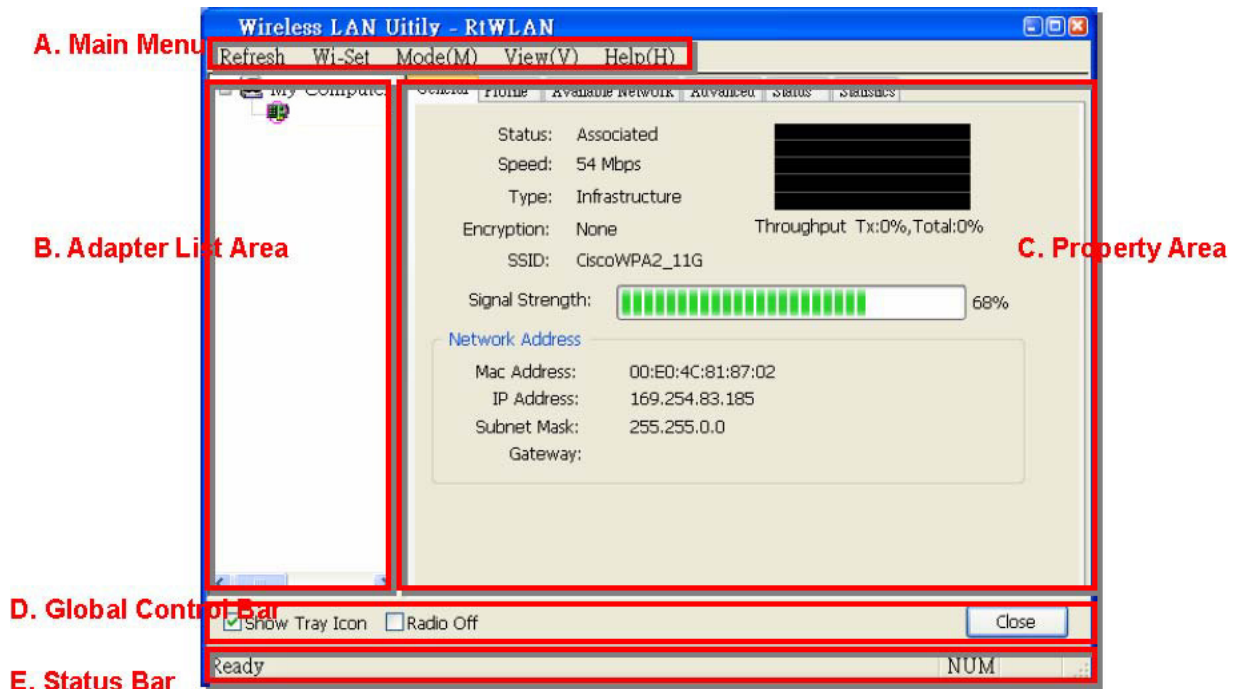 Wireless LAN Uitily - RtWLAN
A. Main Menu
Refresh Wi-Set Mode(M) View(V) Help(H)
My Computer
General Profile Available Network Advanced Status Statistics
Status: Associated
Speed: 54 Mbps
Type: Infrastructure
Encryption: None
Throughput Tx:0%,Total:0%
B. Adapter List Area
C. Property Area
SSID: CiscoWPA2_11G
Signal Strength: 68%
Network Address
Mac Address: 00:E0:4C:81:87:02
IP Address: 169.254.83.185
Subnet Mask: 255.255.0.0
Gateway:
D. Global Control Bar
Show Tray Icon Radio Off Close
E. Status Bar
Ready NUM